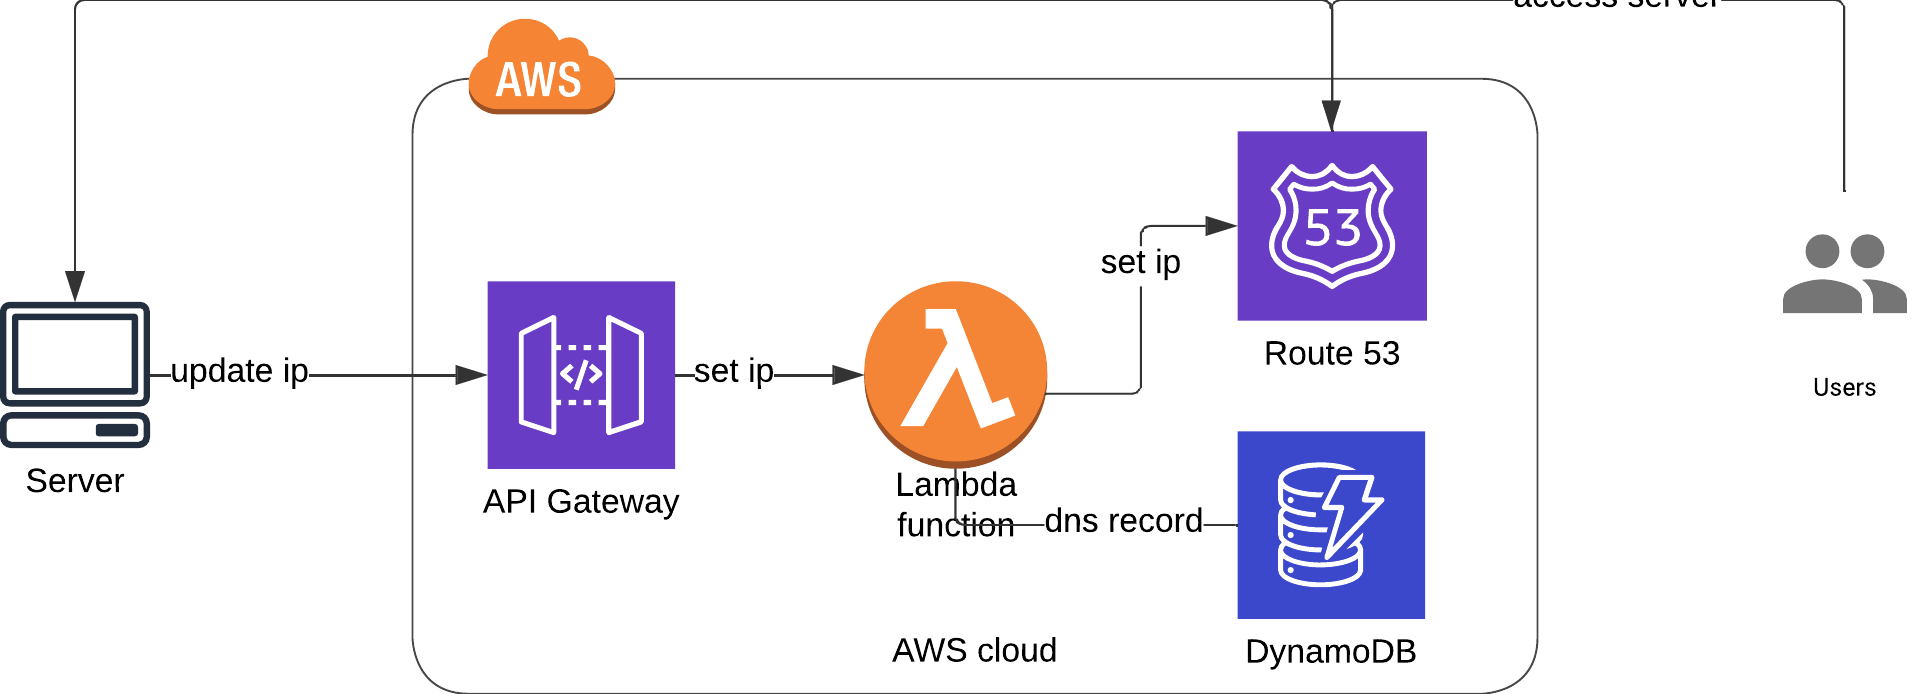 access server
AWS
53
set ip
Route 53
update ip
set ip
</>
Users
Server
API Gateway
Lambda
function
dns record
AWS cloud
DynamoDB